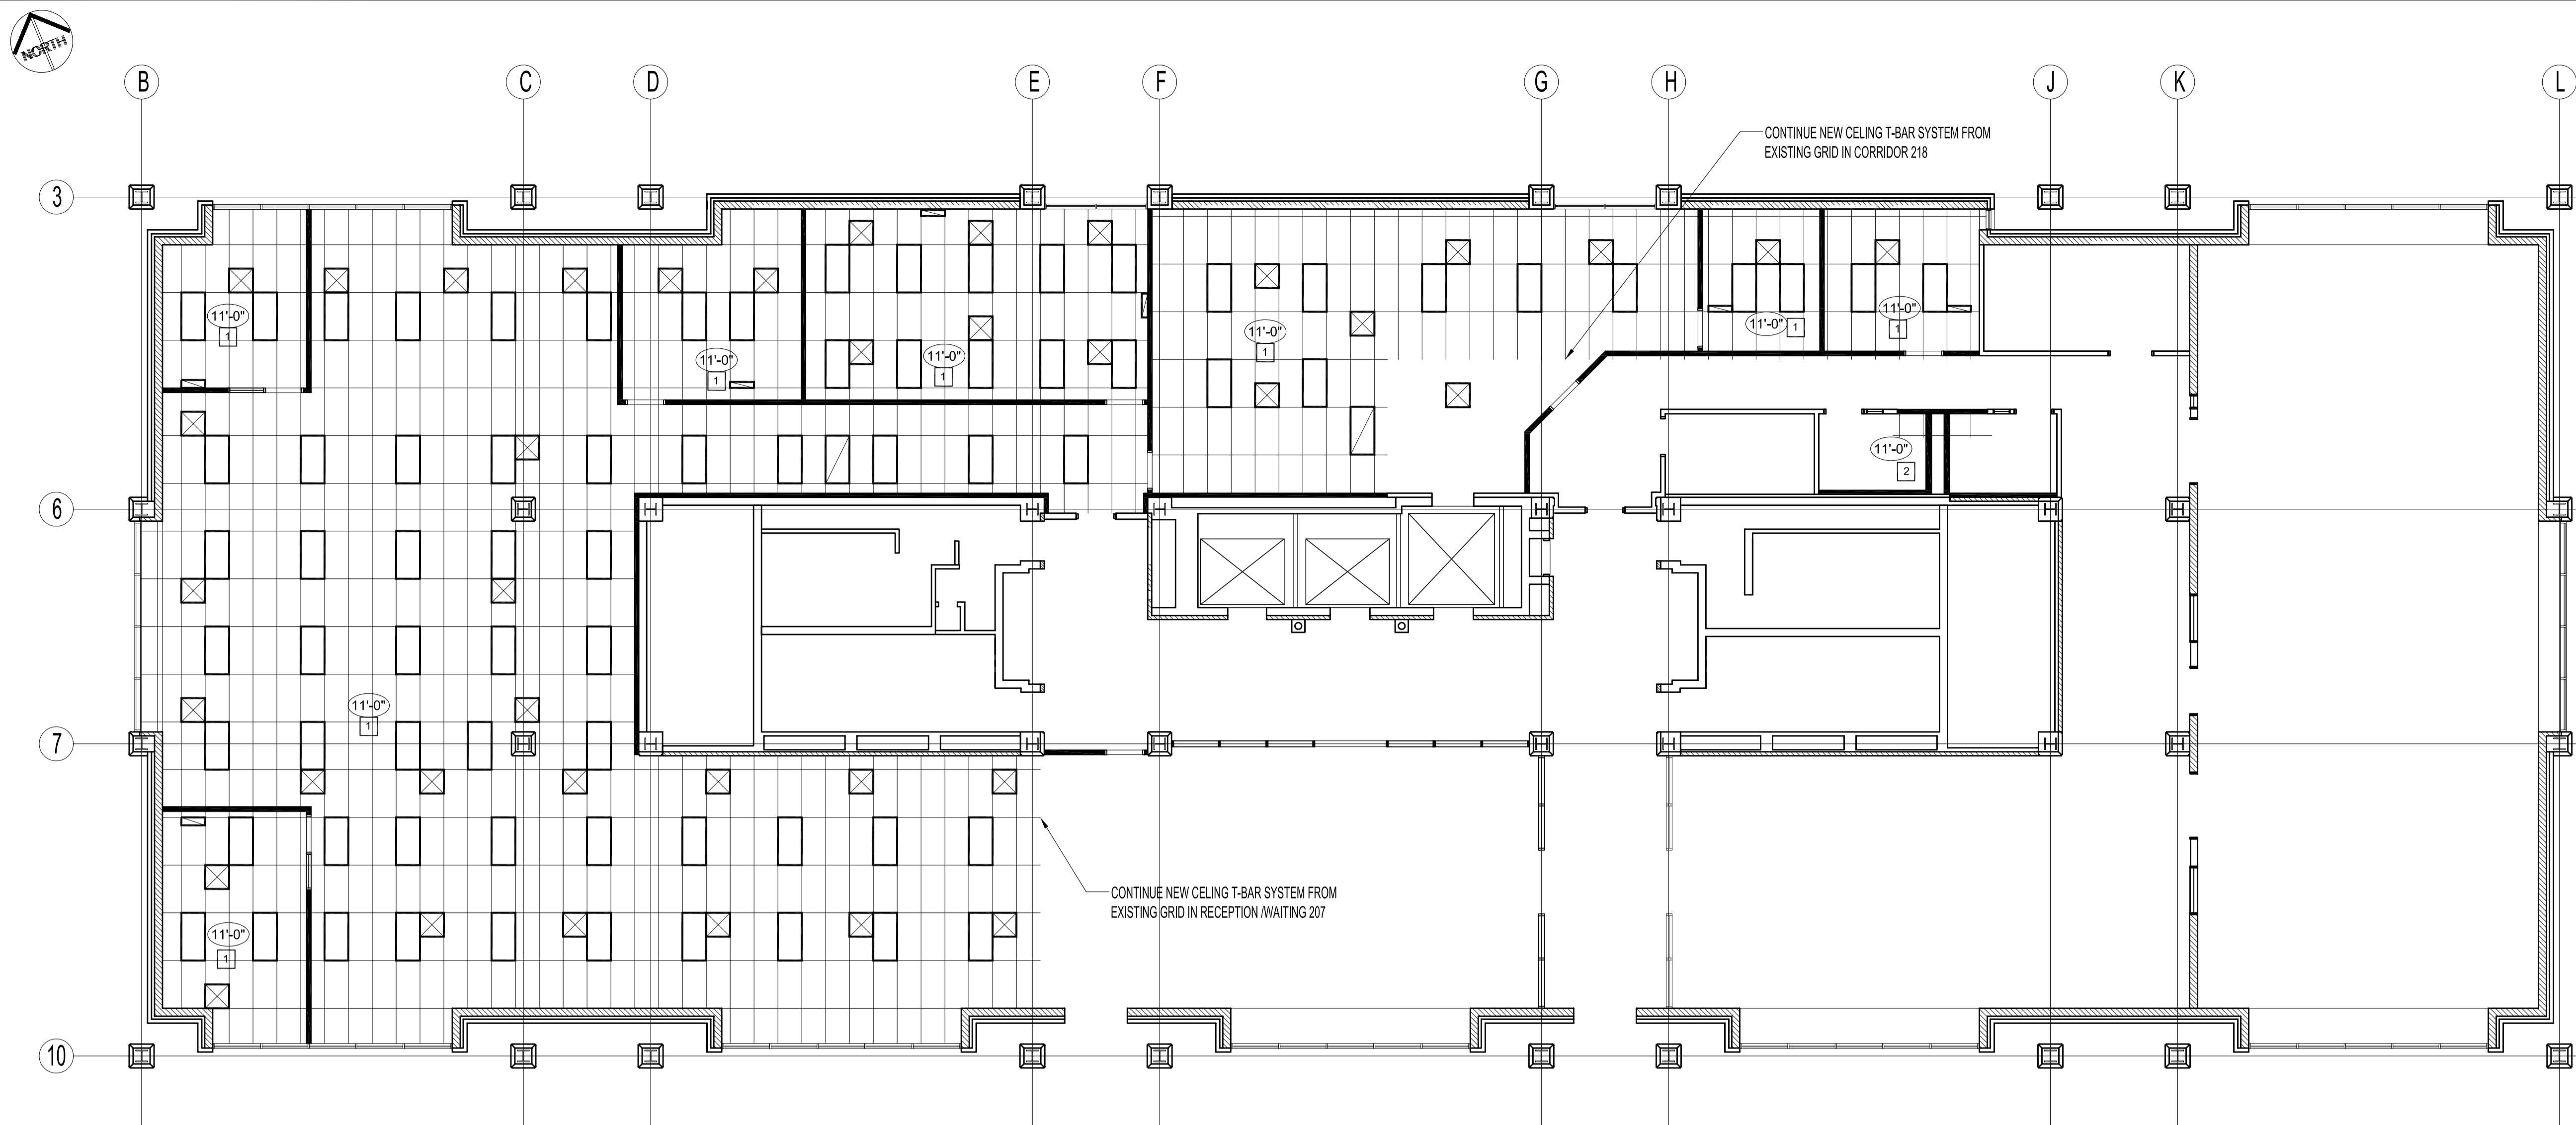 NORTH
B
C
D
E
F
G
H
J
K
L
CONTINUE NEW CELING T-BAR SYSTEM FROM
EXISTING GRID IN CORRIDOR 218
3
11'-0"
1
11'-0"
1
11'-0"
1
11'-0"
1
11'-0"
1
11'-0"
1
11'-0"
2
6
11'-0"
1
7
CONTINUE NEW CELING T-BAR SYSTEM FROM
EXISTING GRID IN RECEPTION /WAITING 207
11'-0"
1
10